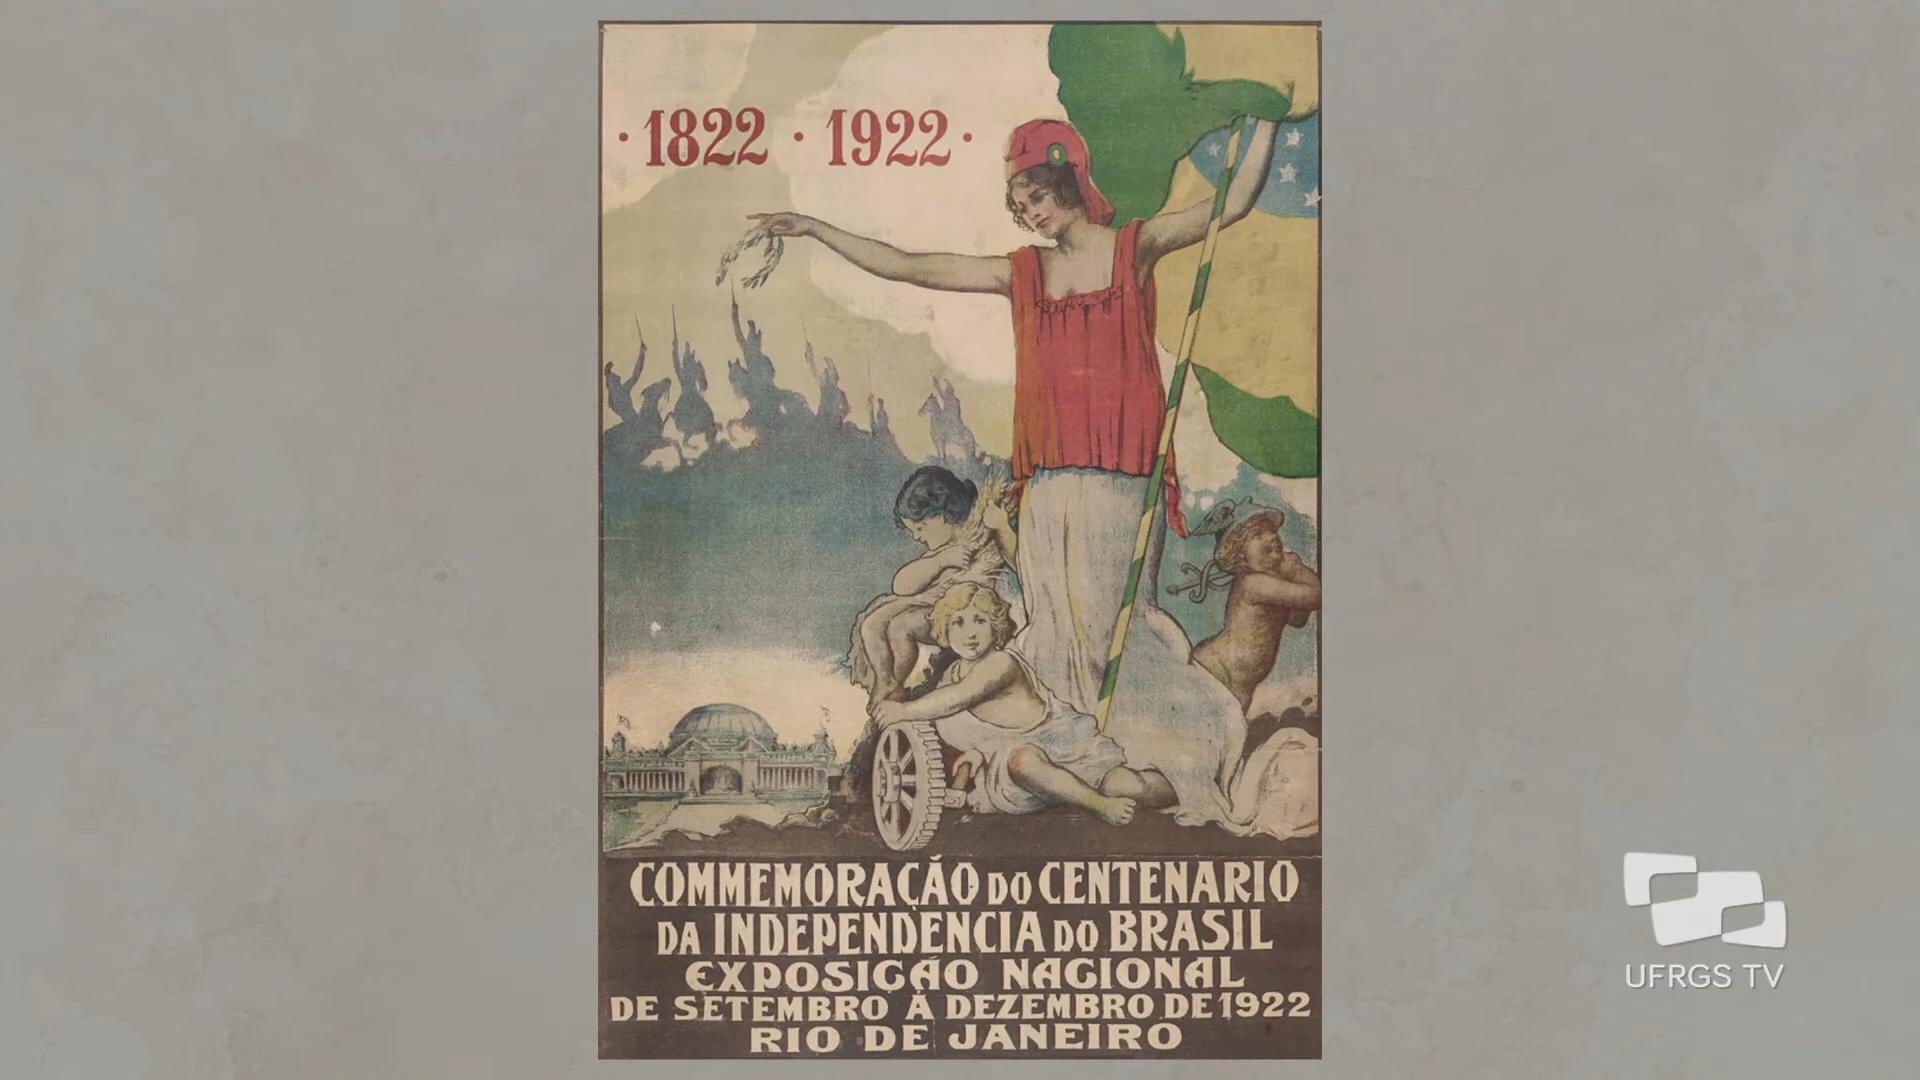 · 1822 · 1922 ·
COMMEMORAÇÃO DO CENTENARIO
DA INDEPENDENCIA DO BRASIL
EXPOSIÇÃO NACIONAL
DE SETEMBRO A DEZEMBRO DE 1922
RIO DE JANEIRO
UFRGS TV